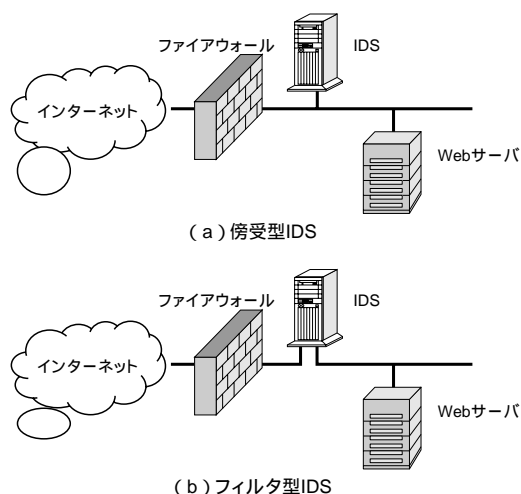 ファイアウォール
IDS
インターネット
Webサーバ
(a)傍受型IDS
ファイアウォール
IDS
インターネット
Webサーバ
(b)フィルタ型IDS